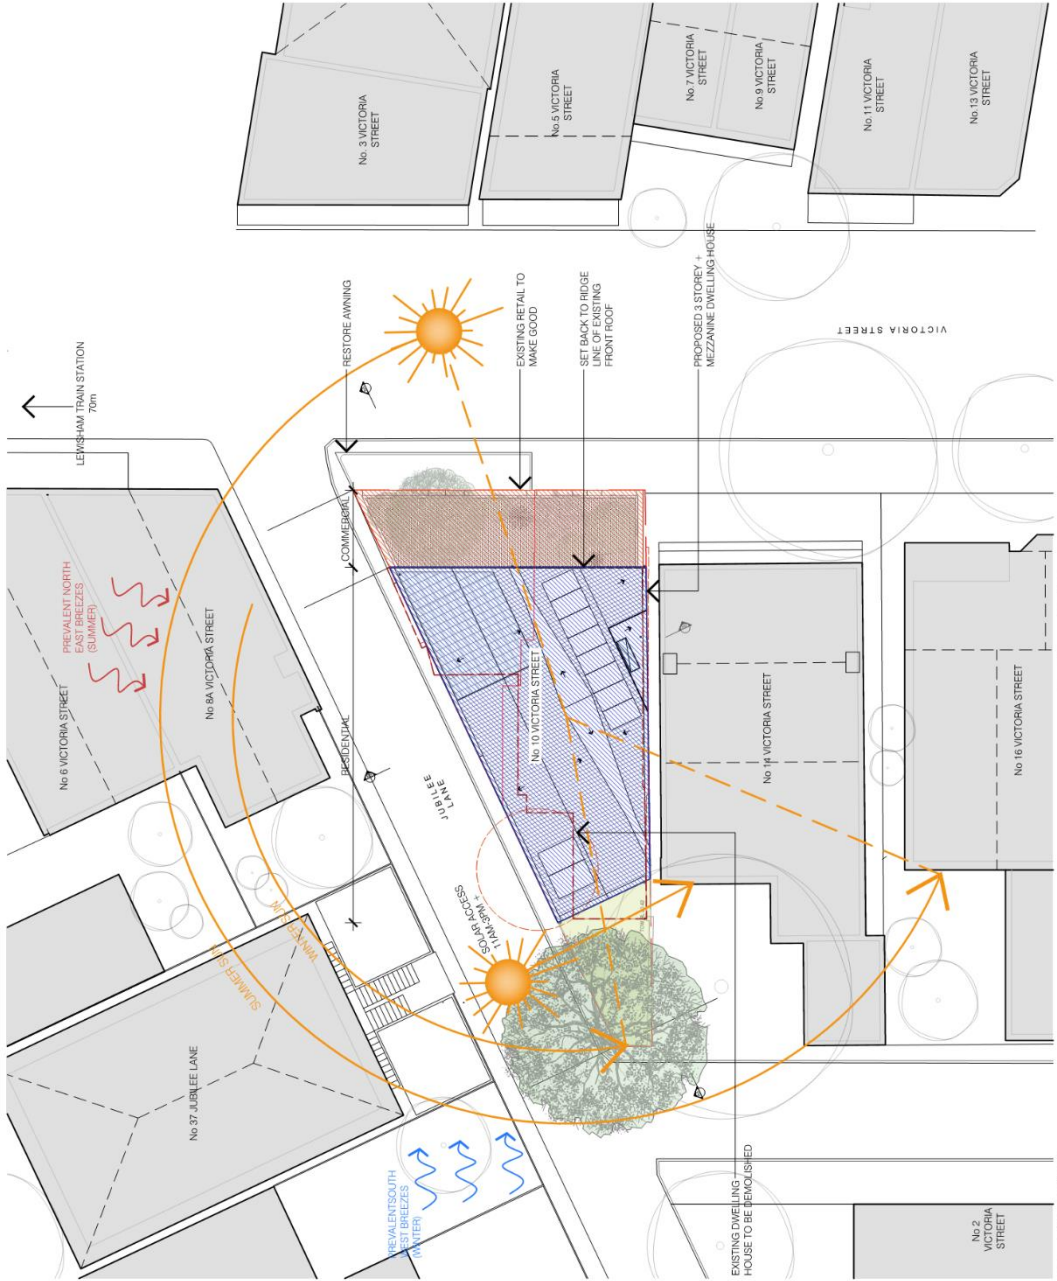 No. 3 VICTORIA
STREET
No.5 VICTORIA
STREET
No.7 VICTORIA
STREET
No.9 VICTORIA
STREET
No.11 VICTORIA
STREET
No.13 VICTORIA
STREET
LEWISHAM TRAIN STATION
70m
RESTORE AWNING
EXISTING RETAIL TO
MAKE GOOD
SET BACK TO RIDGE
LINE OF EXISTING
FRONT ROOF
PROPOSED 3 STOREY +
MEZZANINE DWELLING HOUSE
VICTORIA STREET
COMMERCIAL
RESIDENTIAL
PREVALENT NORTH
EAST BREEZES
(SUMMER)
No 6 VICTORIA STREET
No 8A VICTORIA STREET
No 10 VICTORIA STREET
No 14 VICTORIA STREET
No 16 VICTORIA STREET
JUBILEE
LANE
SOLAR ACCESS
11AM-3PM +
SUMMER SUN
WINTER SUN
No 37 JUBILEE LANE
PREVALENTSOUTH
WEST BREEZES
(WINTER)
EXISTING DWELLING
HOUSE TO BE DEMOLISHED
No 2
VICTORIA
STREET